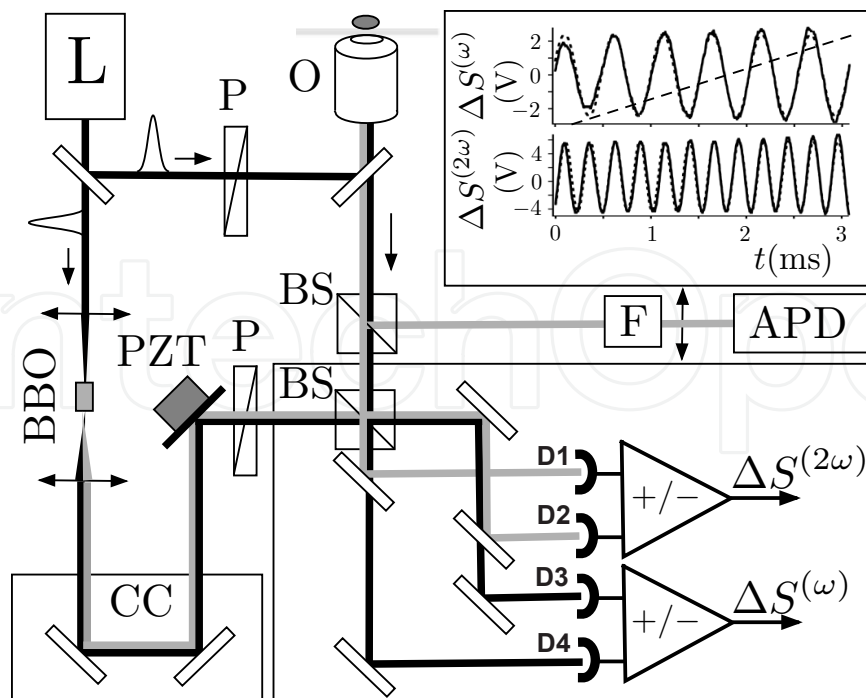 L
O
P
ΔS^(ω)
(V)
2
0
−2
ΔS^(2ω)
(V)
4
0
−4
0 1 2 3
t(ms)
BS
F
APD
PZT
P
BS
BBO
D1
+/−
ΔS^(2ω)
D2
CC
D3
+/−
ΔS^(ω)
D4